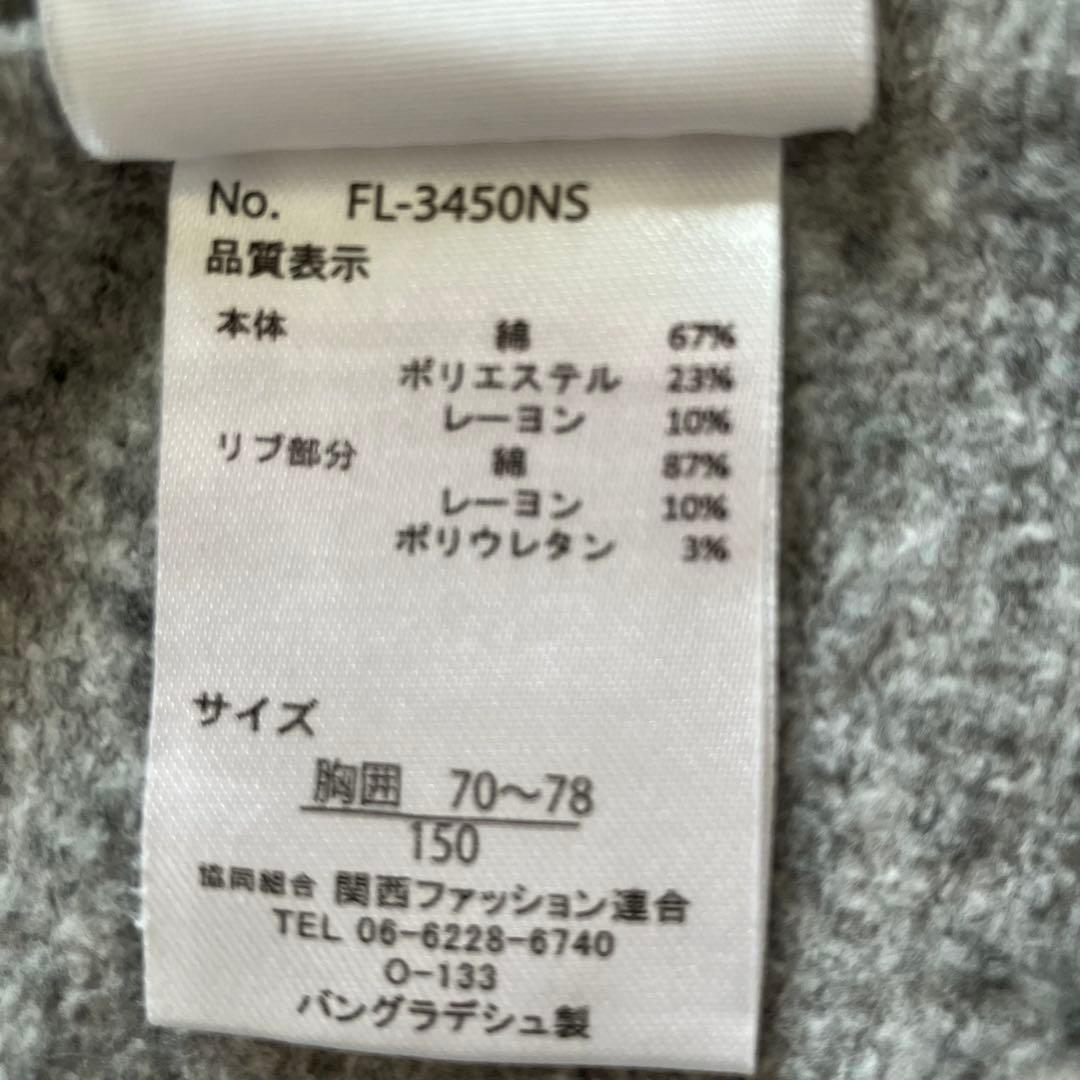 No. FL-3450NS
品質表示
本体 綿 67%
ポリエステル 23%
レーヨン 10%
リブ部分 綿 87%
レーヨン 10%
ポリウレタン 3%
サイズ
胸囲 70〜78
150
協同組合 関西ファッション連合
TEL 06-6228-6740
O-133
バングラデシュ製